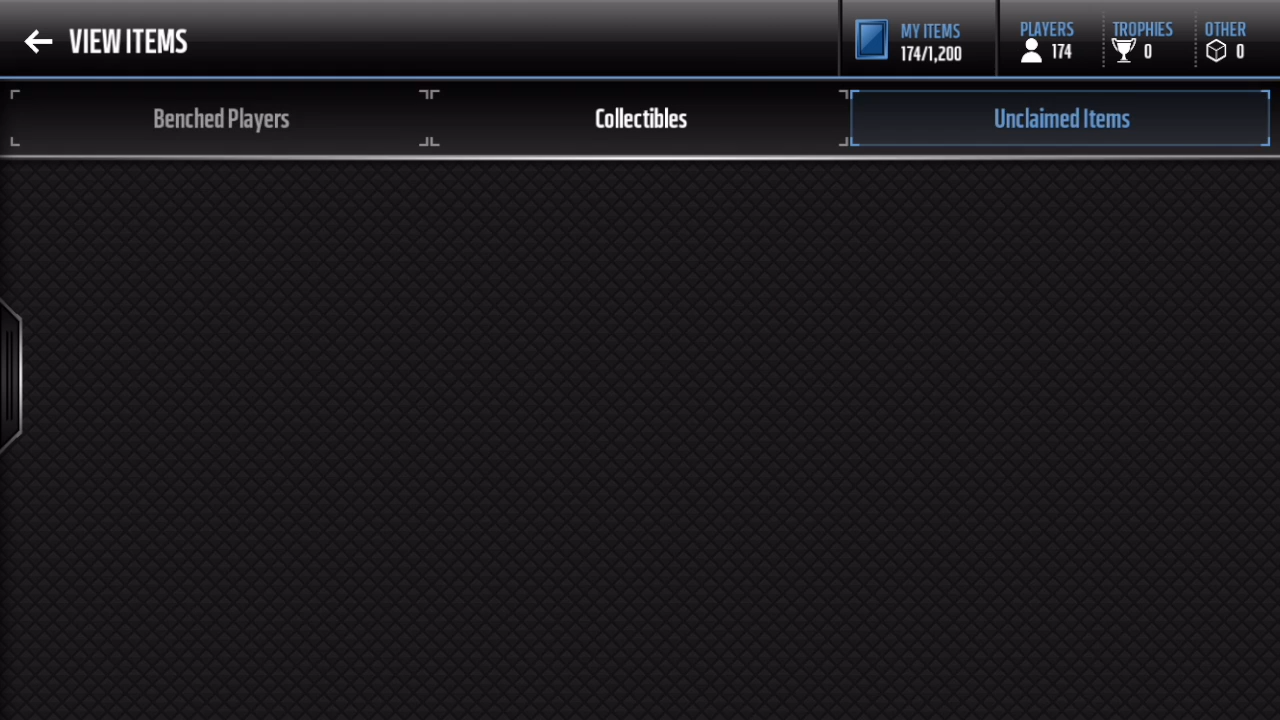 VIEW ITEMS
MY ITEMS
174/1,200
PLAYERS
174
TROPHIES
0
OTHER
0
Benched Players
Collectibles
Unclaimed Items